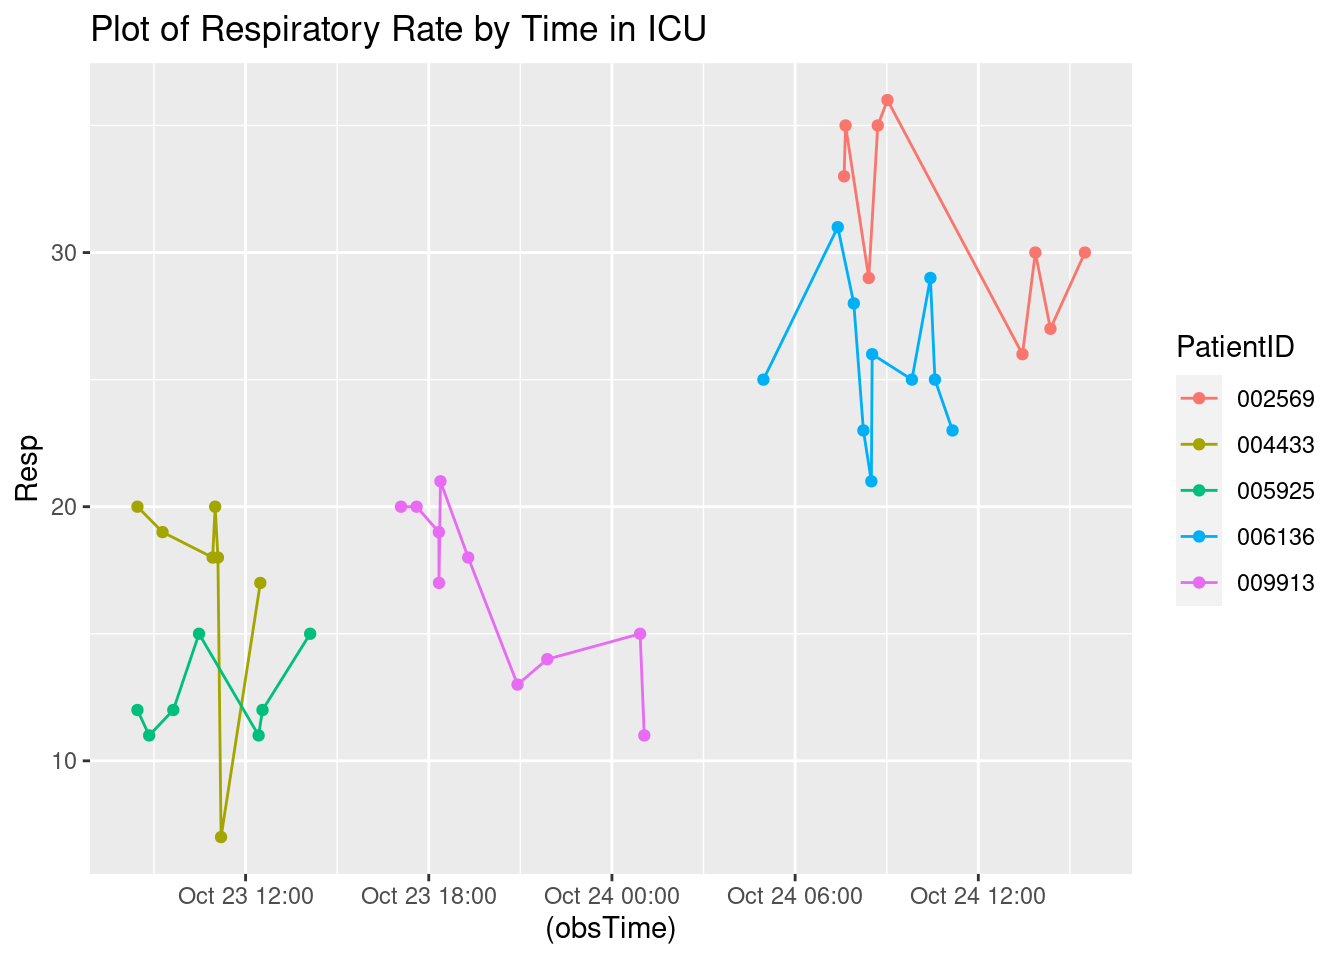 Plot of Respiratory Rate by Time in ICU
Resp
30
20
10
Oct 23 12:00 Oct 23 18:00 Oct 24 00:00 Oct 24 06:00 Oct 24 12:00
(obsTime)
PatientID
002569
004433
005925
006136
009913